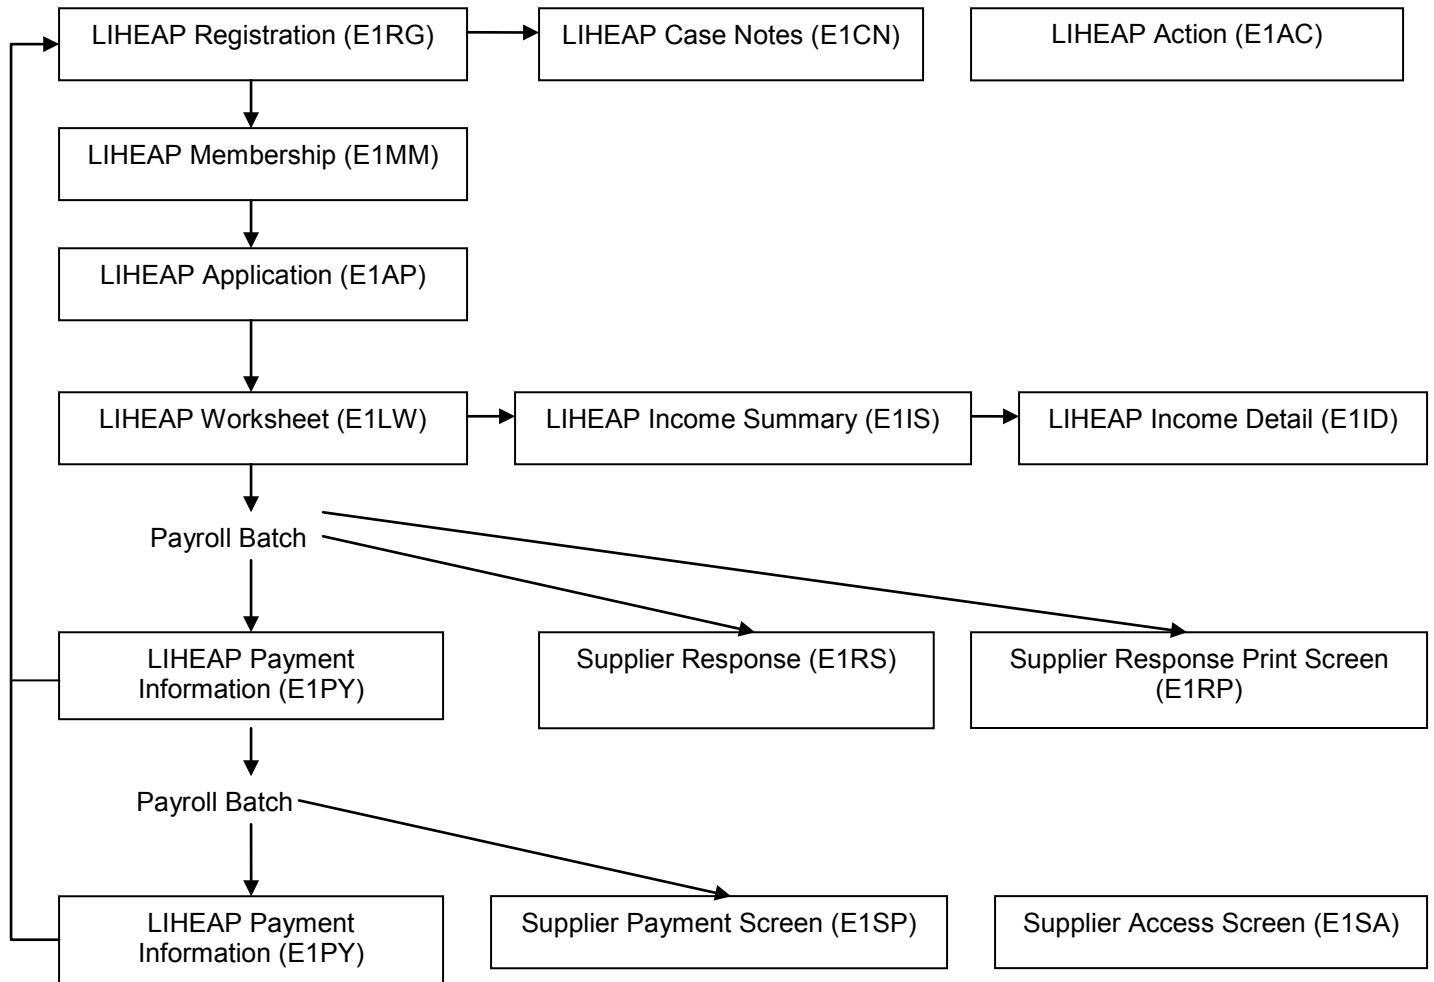 LIHEAP Registration (E1RG)
LIHEAP Case Notes (E1CN)
LIHEAP Action (E1AC)
LIHEAP Membership (E1MM)
LIHEAP Application (E1AP)
LIHEAP Worksheet (E1LW)
LIHEAP Income Summary (E1IS)
LIHEAP Income Detail (E1ID)
Payroll Batch
LIHEAP Payment
Information (E1PY)
Supplier Response (E1RS)
Supplier Response Print Screen
(E1RP)
Payroll Batch
LIHEAP Payment
Information (E1PY)
Supplier Payment Screen (E1SP)
Supplier Access Screen (E1SA)